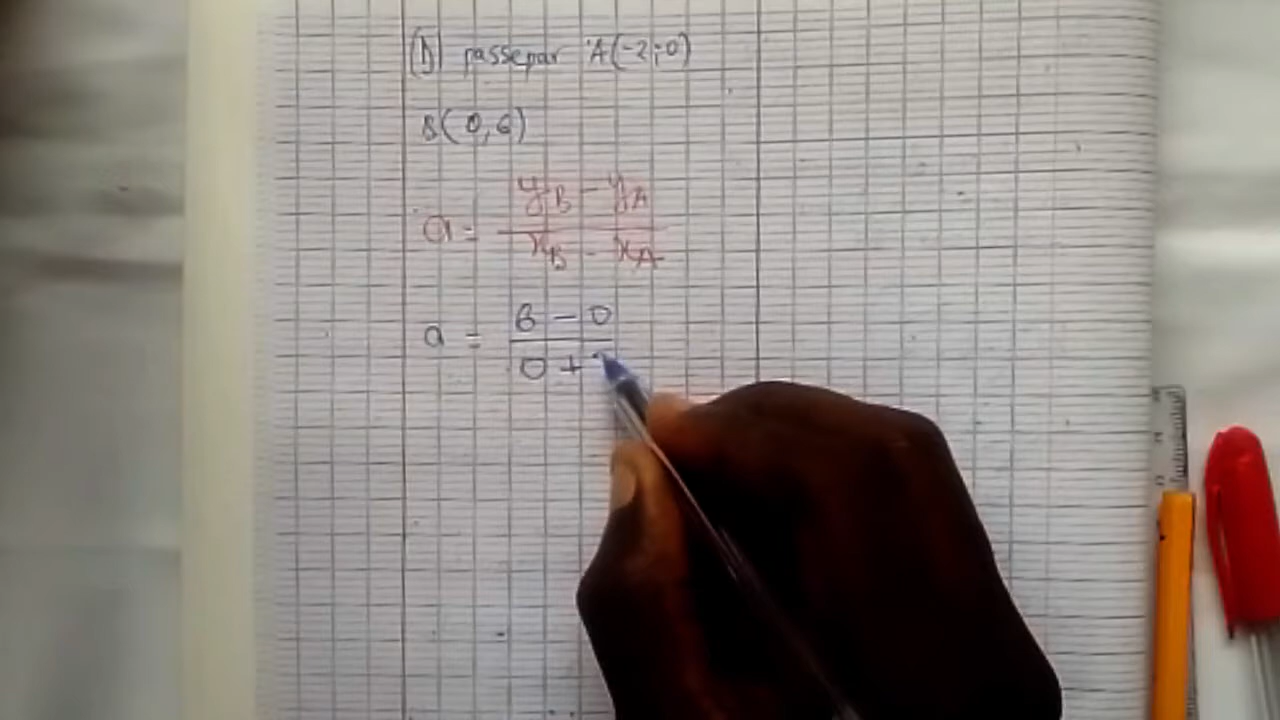 (D) passe par A(-2;0)
B(0,6)
a = yB - yA / xB - xA
a = 6 - 0 / 0 +